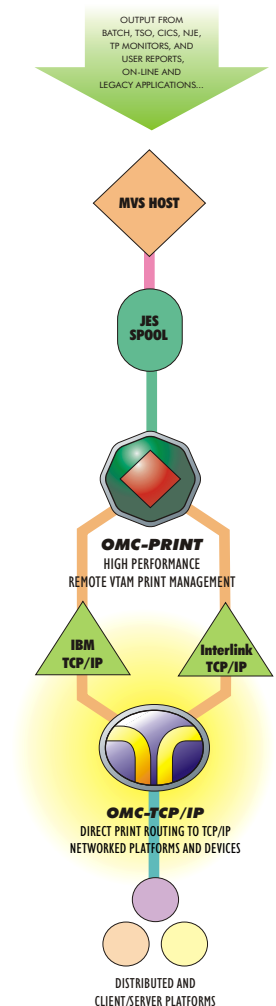 OUTPUT FROM
BATCH, TSO, CICS, NJE,
TP MONITORS, AND
USER REPORTS,
ON-LINE AND
LEGACY APPLICATIONS...
MVS HOST
JES
SPOOL
OMC-PRINT
HIGH PERFORMANCE
REMOTE VTAM PRINT MANAGEMENT
IBM
TCP/IP
Interlink
TCP/IP
OMC-TCP/IP
DIRECT PRINT ROUTING TO TCP/IP
NETWORKED PLATFORMS AND DEVICES
DISTRIBUTED AND
CLIENT/SERVER PLATFORMS